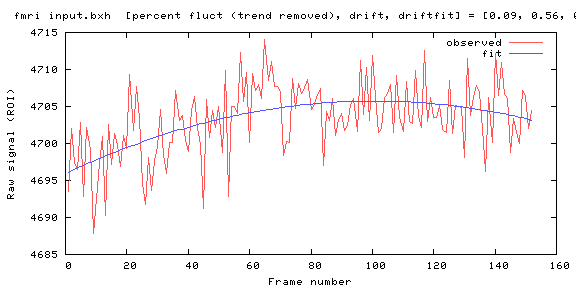 fmri input.bxh [percent fluct (trend removed), drift, driftfit] = [0.09, 0.56, 0
observed
fit
4715
4710
4705
4700
4695
4690
4685
Raw signal (ROI)
0 20 40 60 80 100 120 140 160
Frame number